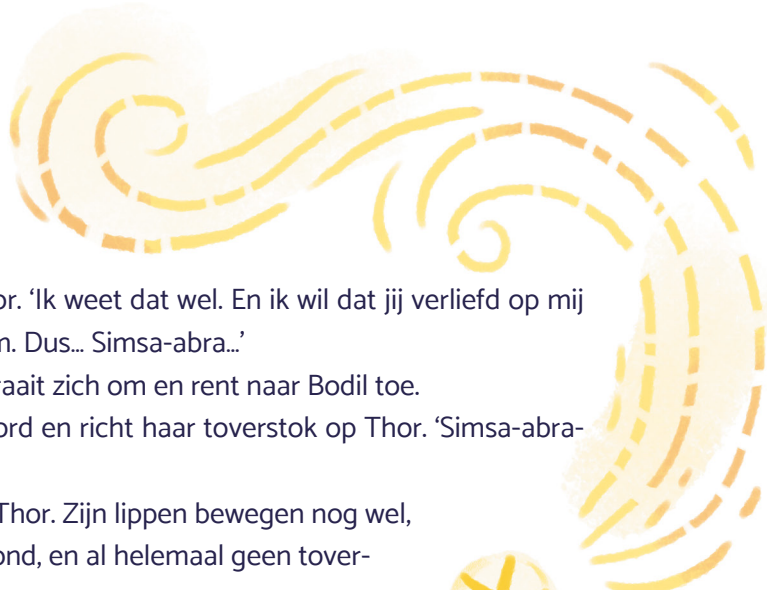 or. ‘Ik weet dat wel. En ik wil dat jij verliefd op mij
n. Dus… Simsa-abra…’
raait zich om en rent naar Bodil toe.
ord en richt haar toverstok op Thor. ‘Simsa-abra-
Thor. Zijn lippen bewegen nog wel,
ond, en al helemaal geen tover-